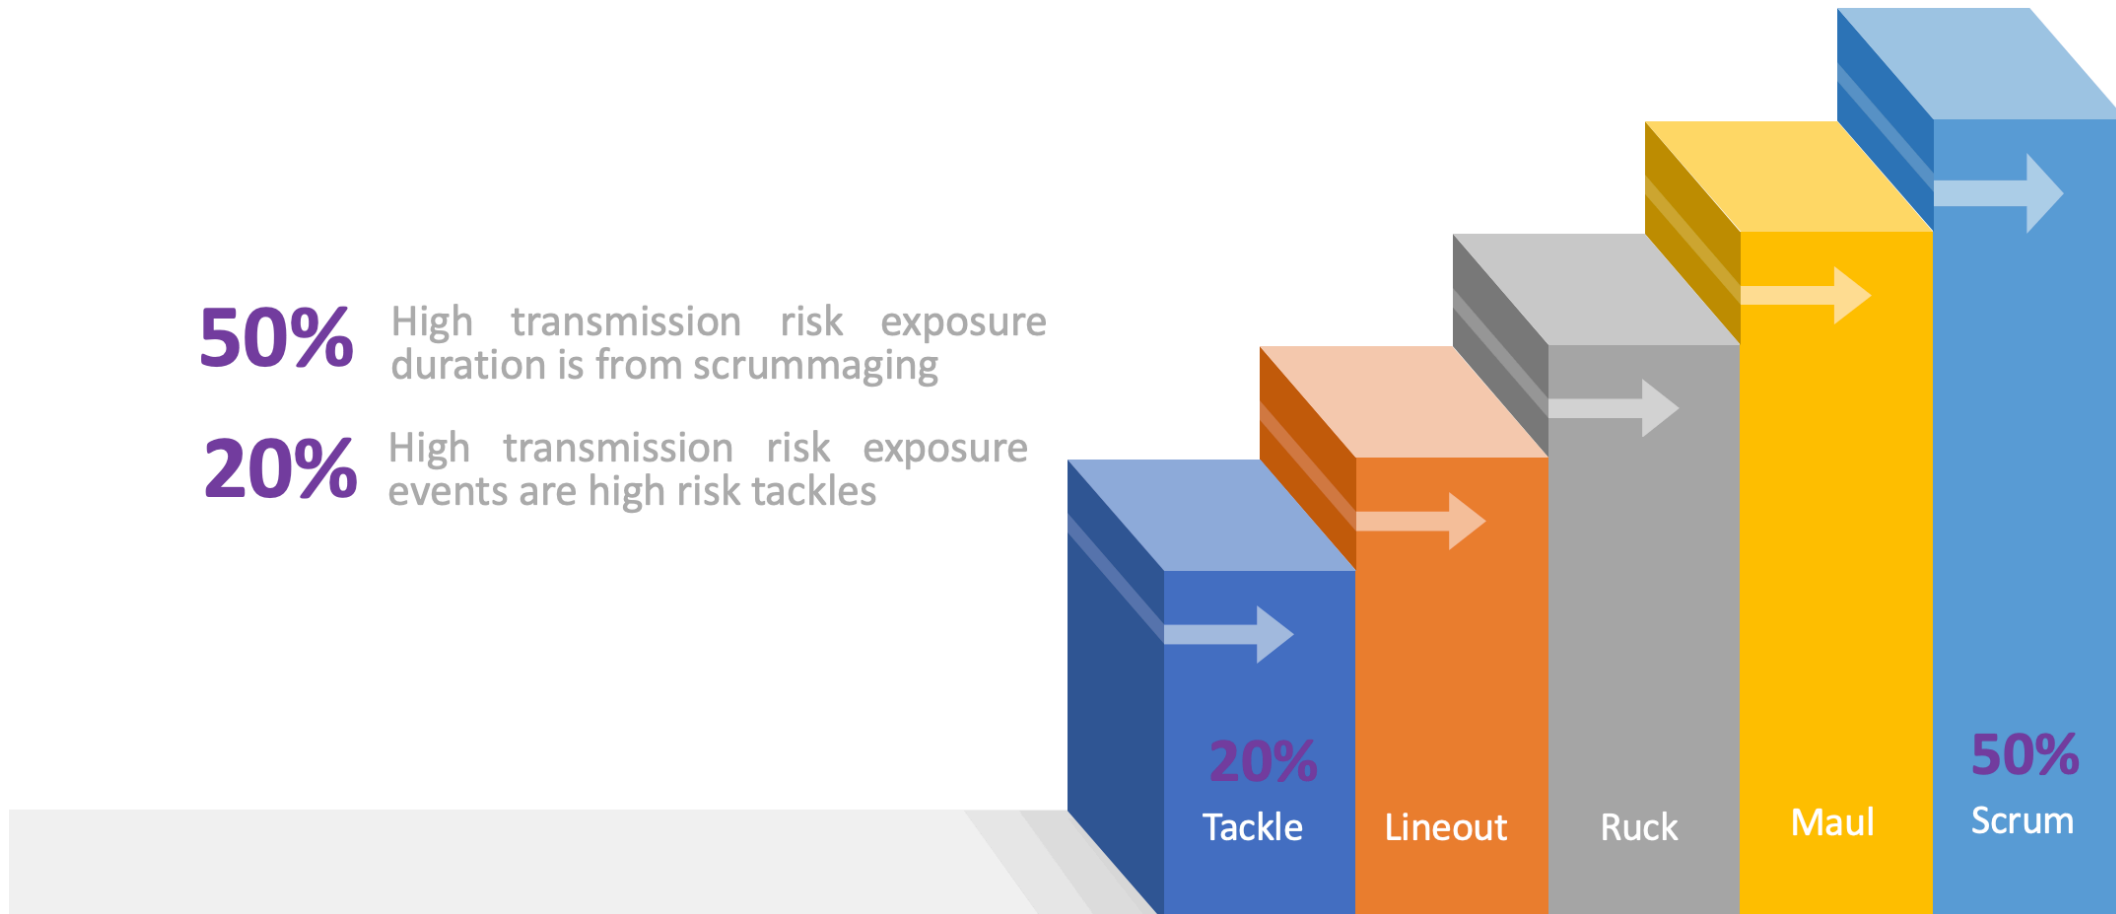 50%
High transmission risk exposure
duration is from scrummaging
20%
High transmission risk exposure
events are high risk tackles
20%
Tackle
Lineout
Ruck
Maul
50%
Scrum